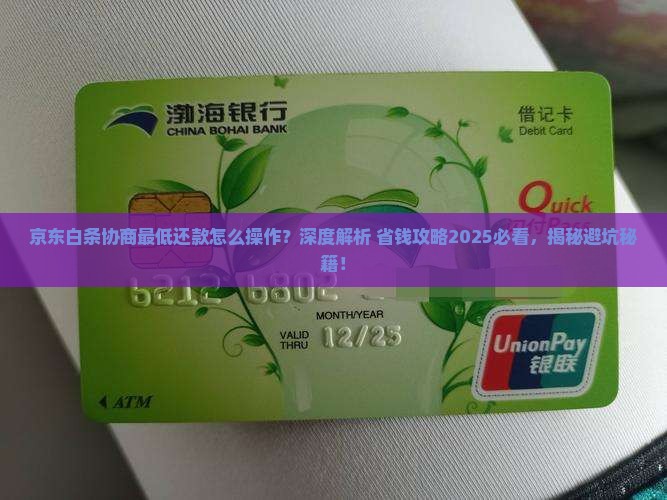 渤海银行
CHINA BOHAI BANK
借记卡
Debit Card
Quick
京东白条协商最低还款怎么操作？深度解析 省钱攻略2025必看，揭秘避坑秘
籍！
6212 6802
MONTH/YEAR
VALID
THRU 12/25
UnionPay
银联
ATM